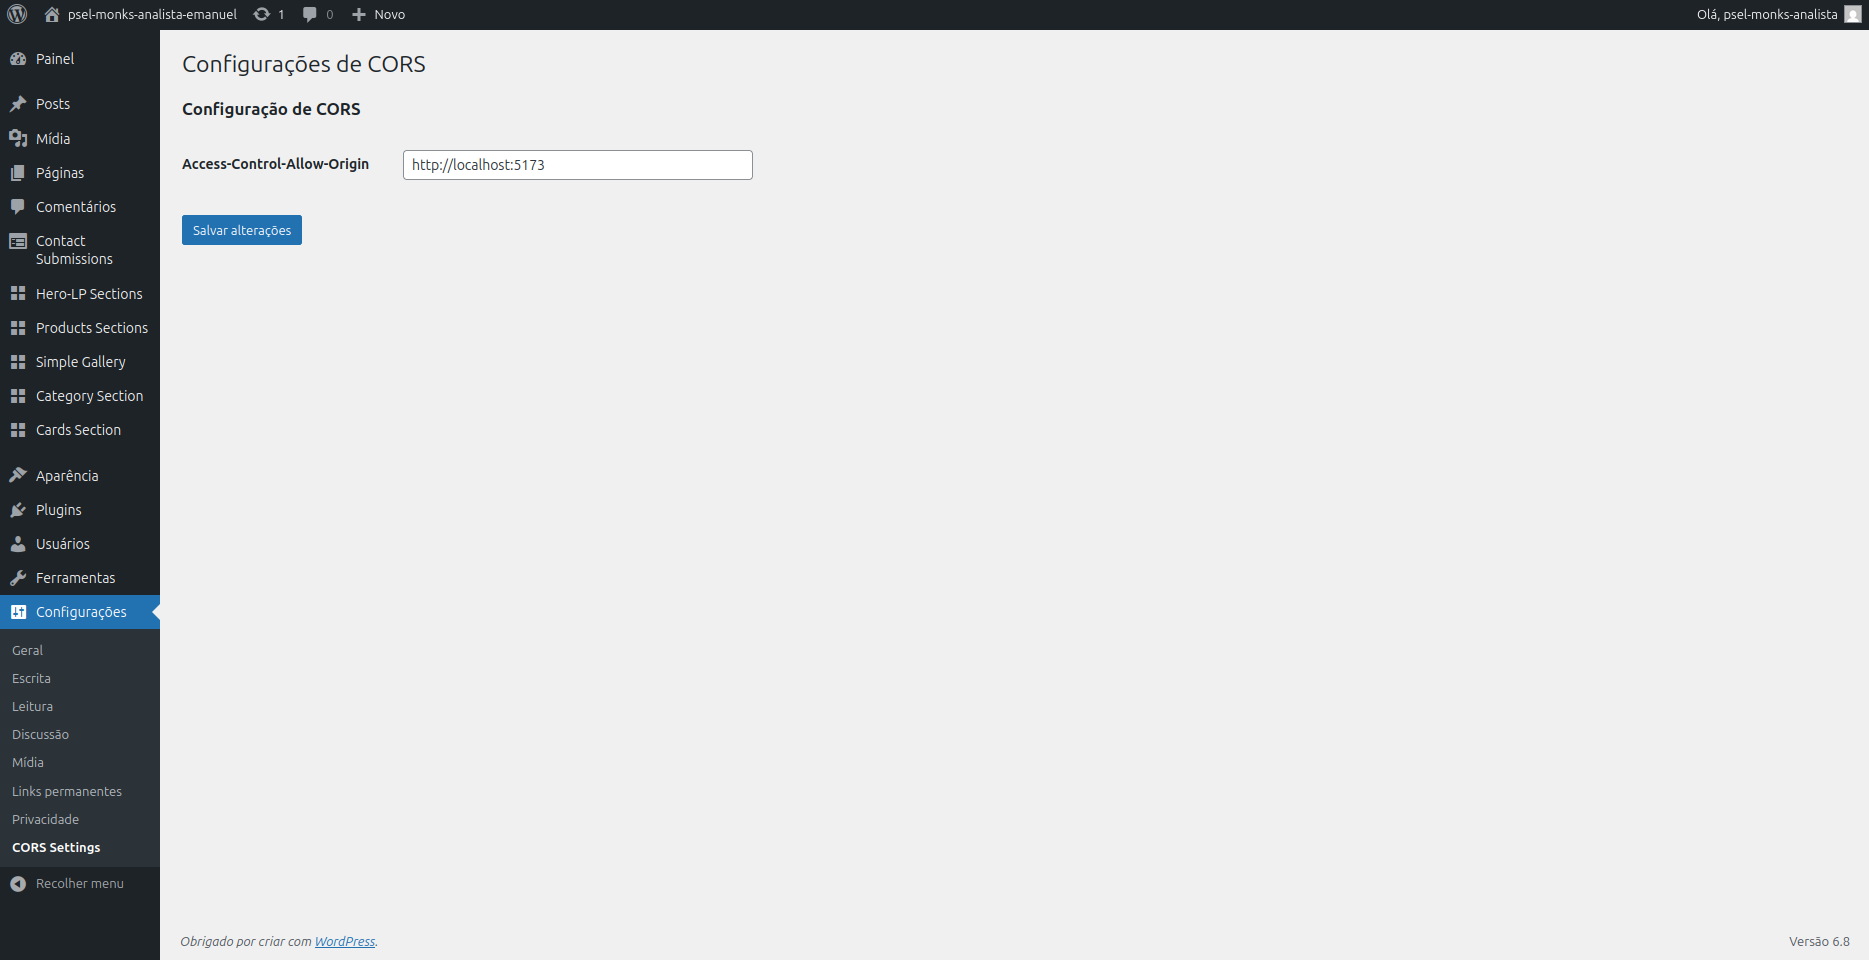 psel-monks-analista-emanuel 1 0 Novo Olá, psel-monks-analista
Painel
Posts
Mídia
Páginas
Comentários
Contact
Submissions
Hero-LP Sections
Products Sections
Simple Gallery
Category Section
Cards Section
Aparência
Plugins
Usuários
Ferramentas
Configurações
Geral
Escrita
Leitura
Discussão
Mídia
Links permanentes
Privacidade
CORS Settings
Recolher menu
Configurações de CORS
Configuração de CORS
Access-Control-Allow-Origin http://localhost:5173
Salvar alterações
Obrigado por criar com WordPress. Versão 6.8